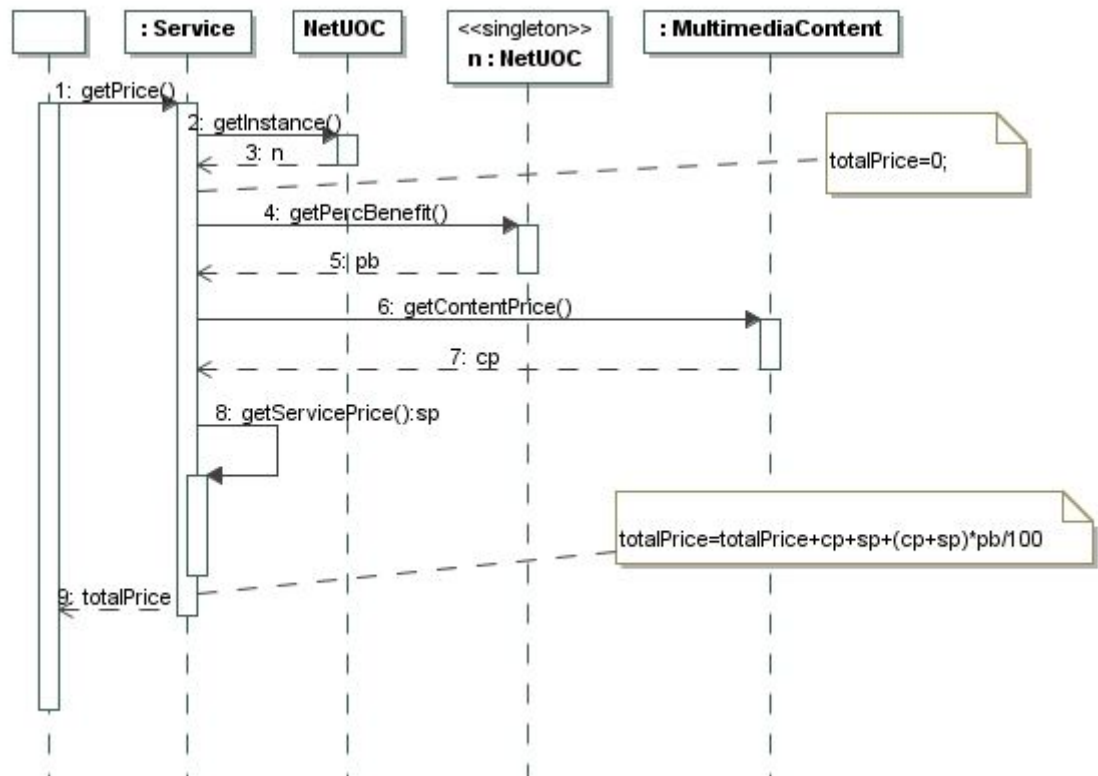 : Service
NetUOC
<<singleton>>
n : NetUOC
: MultimediaContent
1: getPrice()
2: getInstance()
3: n
totalPrice=0;
4: getPercBenefit()
5: pb
6: getContentPrice()
7: cp
8: getServicePrice():sp
totalPrice=totalPrice+cp+sp+(cp+sp)*pb/100
9: totalPrice